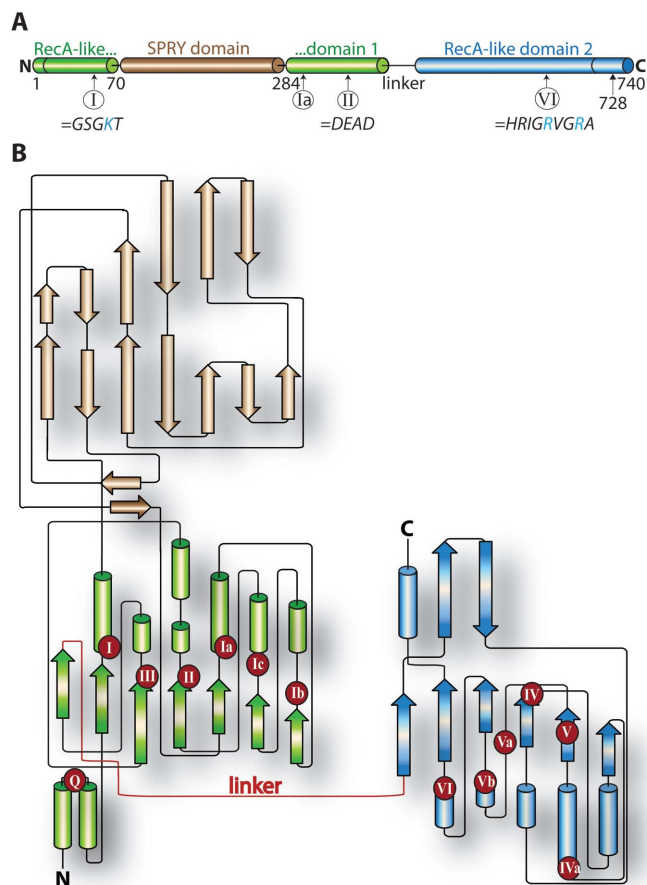 A
RecA-like... SPRY domain ...domain 1 RecA-like domain 2
N C
1 70 284 linker 740
I Ia II VI 728
=GSGKT =DEAD =HRIGRVGRA
B
C
I Ia Ic III II Ib
IV V Va
VI Vb
linker
Q
IVa
N